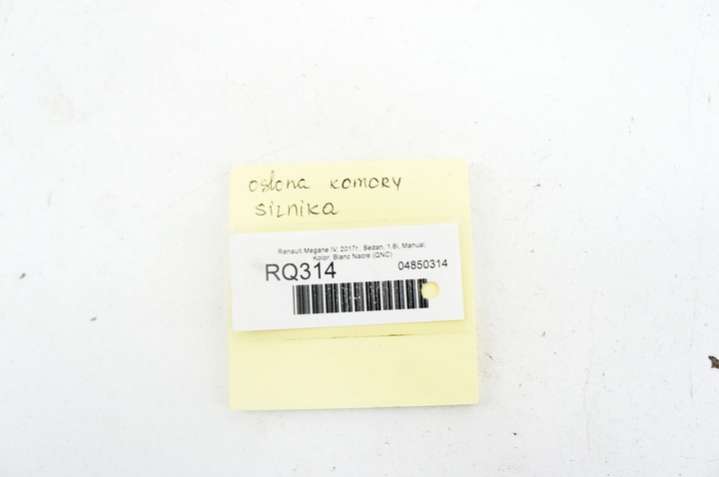 osłona komory
silnika
Renault Megane IV, 2017r., Sedan, 1.6i, Manual,
Kolor: Blanc Nacre (QNC)
RQ314
04850314